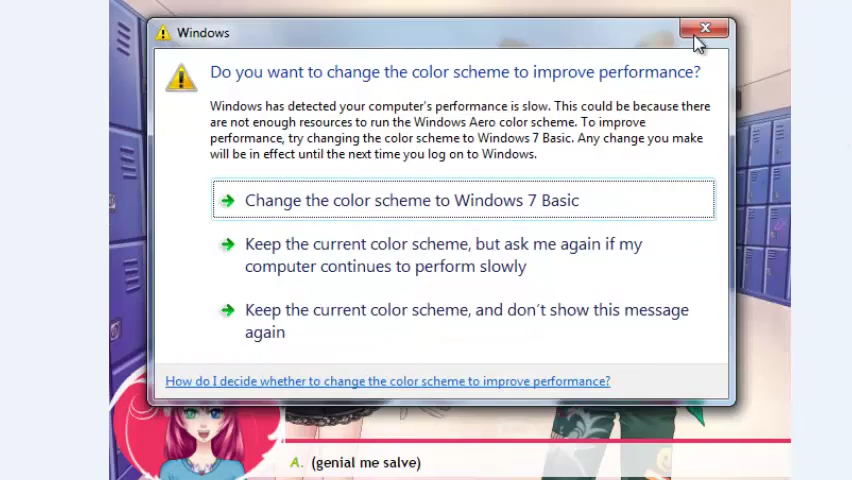 Windows
Do you want to change the color scheme to improve performance?
Windows has detected your computer's performance is slow. This could be because there
are not enough resources to run the Windows Aero color scheme. To improve
performance, try changing the color scheme to Windows 7 Basic. Any change you make
will be in effect until the next time you log on to Windows.
Change the color scheme to Windows 7 Basic
Keep the current color scheme, but ask me again if my
computer continues to perform slowly
Keep the current color scheme, and don't show this message
again
How do I decide whether to change the color scheme to improve performance?
A. (genial me salve)